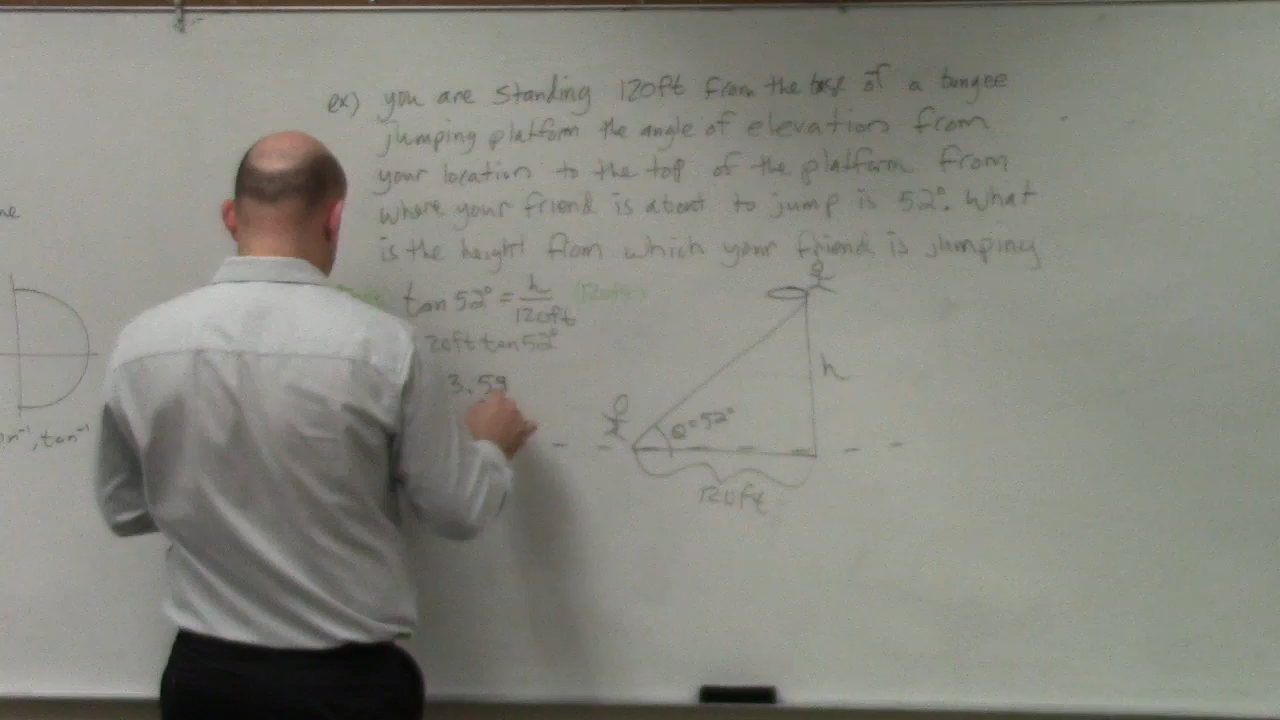 ex) you are standing 120ft from the base of a bungee
jumping platform the angle of elevation from
your location to the top of the platform from
where your friend is about to jump is 52°. What
is the height from which your friend is jumping
tan 52° = h/120ft (120ft)
20ft tan 52°
3.59
h
θ=52°
120ft
ne
n⁻¹, tan⁻¹